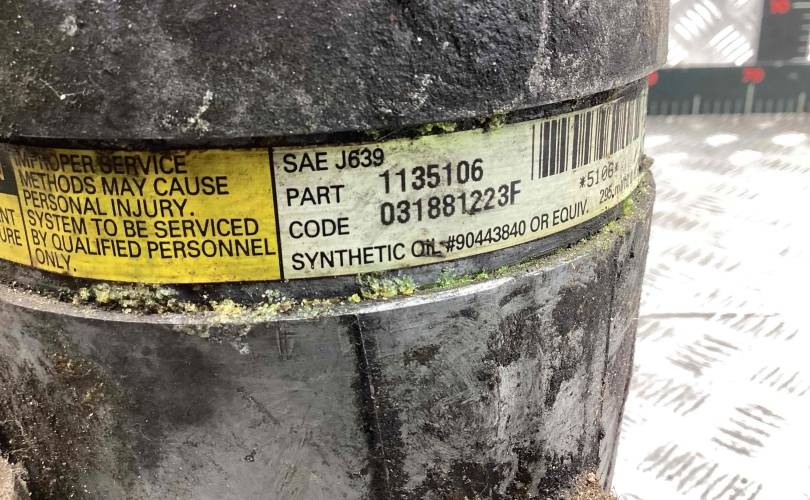 IMPROPER SERVICE
METHODS MAY CAUSE
PERSONAL INJURY.
SYSTEM TO BE SERVICED
BY QUALIFIED PERSONNEL
ONLY.
SAE J639
PART 1135106
CODE 031881223F
SYNTHETIC OIL #90443840 OR EQUIV.
*5106*